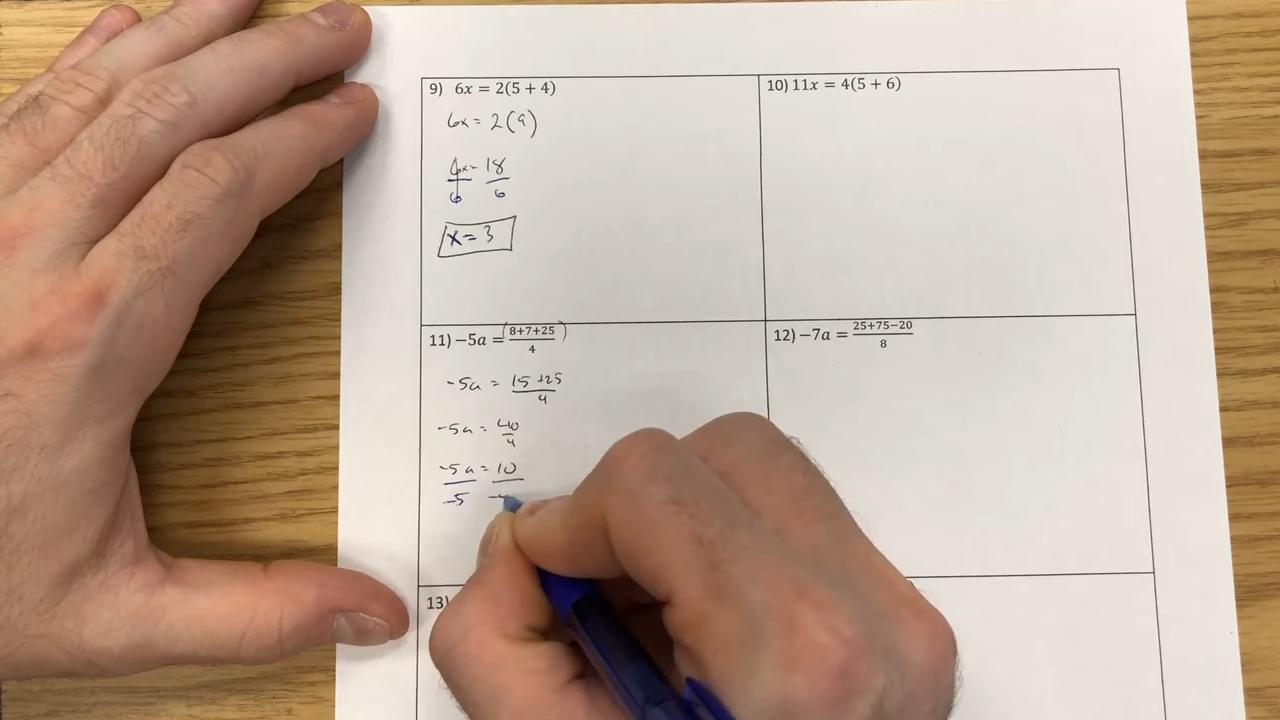 9) 6x = 2(5 + 4)
6x = 2(9)
6x = 18
6 6
x = 3
10) 11x = 4(5 + 6)
11) −5a = (8+7+25)
4
-5a = 15 +25
4
-5a = 40
4
-5a = 10
-5 -
12) −7a = 25+75−20
8
13)